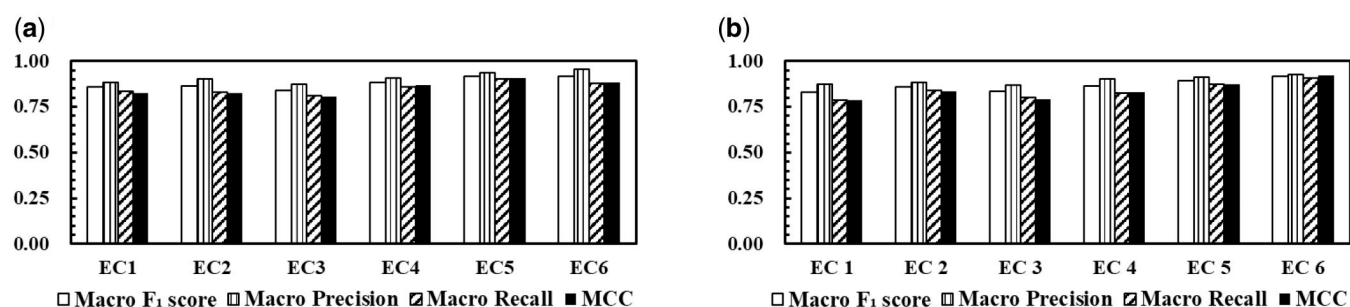 (a)
1.00
0.75
0.50
0.25
0.00
EC1 EC2 EC3 EC4 EC5 EC6
Macro F₁ score Macro Precision Macro Recall MCC
(b)
1.00
0.75
0.50
0.25
0.00
EC 1 EC 2 EC 3 EC 4 EC 5 EC 6
Macro F₁ score Macro Precision Macro Recall MCC